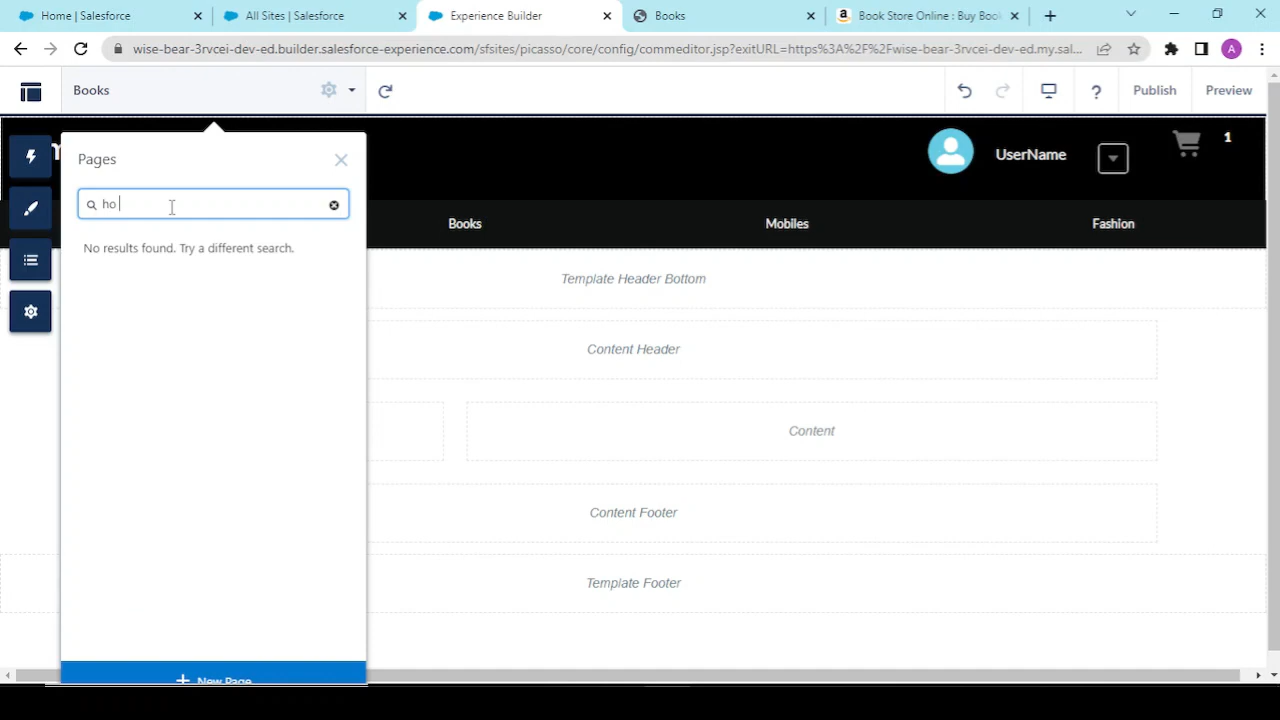 Home | Salesforce
All Sites | Salesforce
Experience Builder
Books
Book Store Online : Buy Book
wise-bear-3rvcei-dev-ed.builder.salesforce-experience.com/sfsites/picasso/core/config/commeditor.jsp?exitURL=https%3A%2F%2Fwise-bear-3rvcei-dev-ed.my.sal...
A
Books
Publish
Preview
UserName
1
Pages
ho
No results found. Try a different search.
Books
Mobiles
Fashion
Template Header Bottom
Content Header
Content
Content Footer
Template Footer
New Page